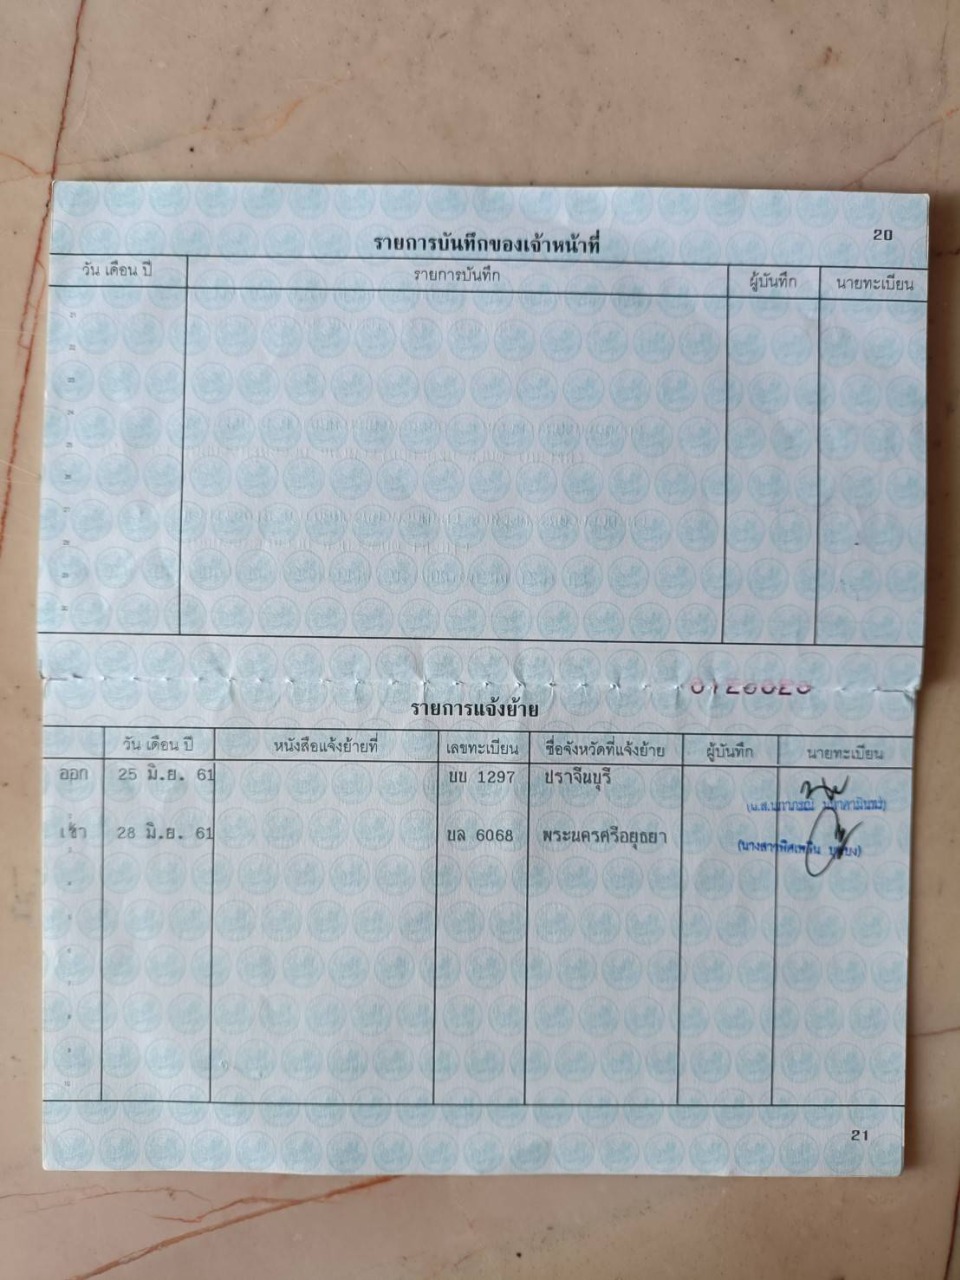 20
รายการบันทึกของเจ้าหน้าที่
วัน เดือน ปี รายการบันทึก ผู้บันทึก นายทะเบียน
รายการแจ้งย้าย
วัน เดือน ปี หนังสือแจ้งย้ายที่ เลขทะเบียน ชื่อจังหวัดที่แจ้งย้าย ผู้บันทึก นายทะเบียน
ออก 25 มิ.ย. 61 บบ 1297 ปราจีนบุรี
เข้า 28 มิ.ย. 61 บล 6068 พระนครศรีอยุธยา
21